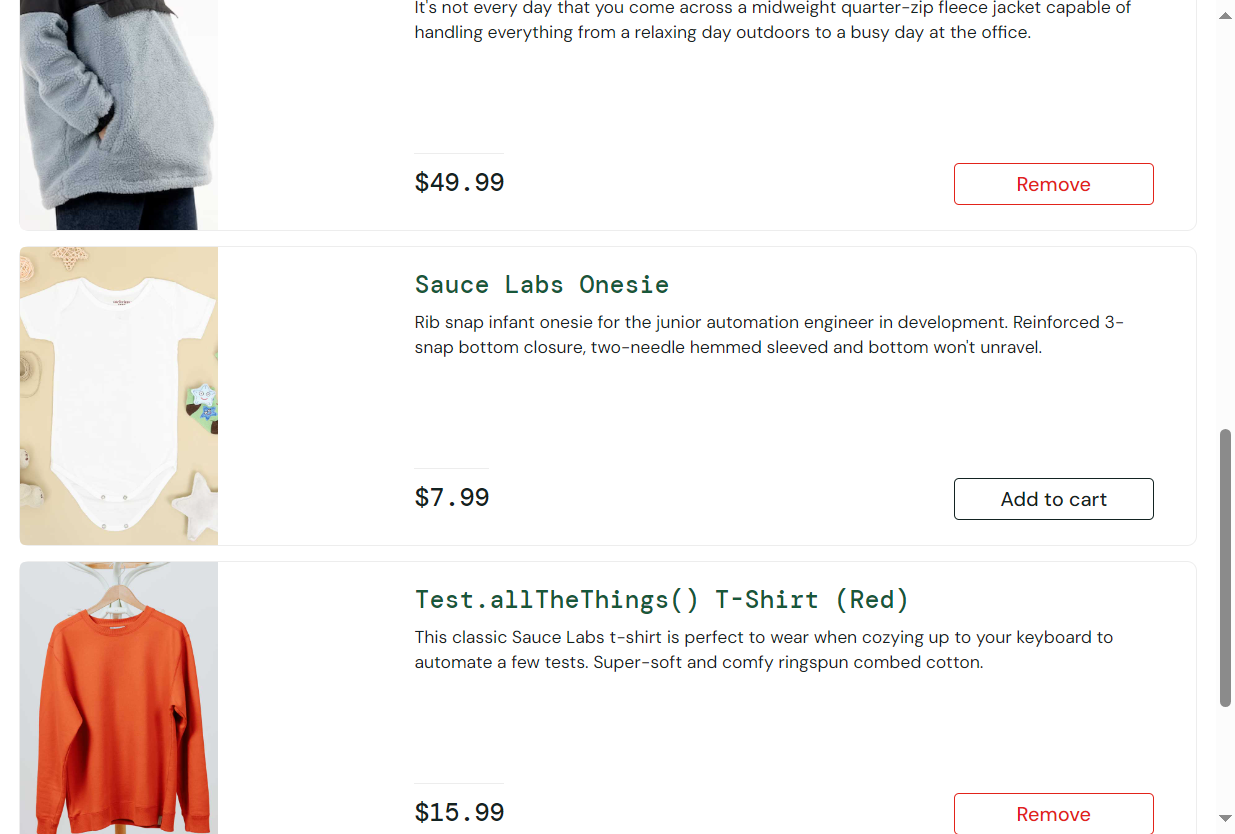 It's not every day that you come across a midweight quarter-zip fleece jacket capable of
handling everything from a relaxing day outdoors to a busy day at the office.
$49.99
Remove
Sauce Labs Onesie
Rib snap infant onesie for the junior automation engineer in development. Reinforced 3-
snap bottom closure, two-needle hemmed sleeved and bottom won't unravel.
$7.99
Add to cart
Test.allTheThings() T-Shirt (Red)
This classic Sauce Labs t-shirt is perfect to wear when cozying up to your keyboard to
automate a few tests. Super-soft and comfy ringspun combed cotton.
$15.99
Remove